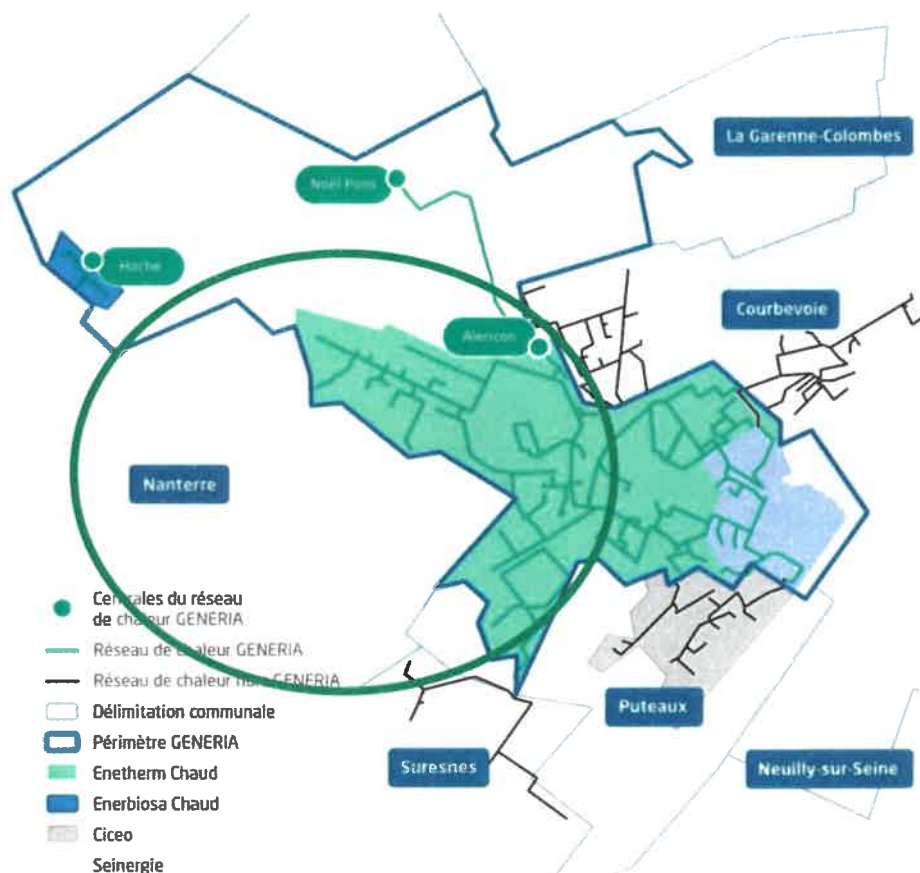 La Garenne-Colombes
Noël Pons
Hoche
Courbevoie
Alençon
Nanterre
Centrales du réseau
de chaleur GENERIA
Réseau de chaleur GENERIA
Réseau de chaleur hors GENERIA
Délimitation communale
Périmètre GENERIA
Enetherm Chaud
Enerbiosa Chaud
Ciceo
Seinergie
Puteaux
Suresnes
Neuilly-sur-Seine